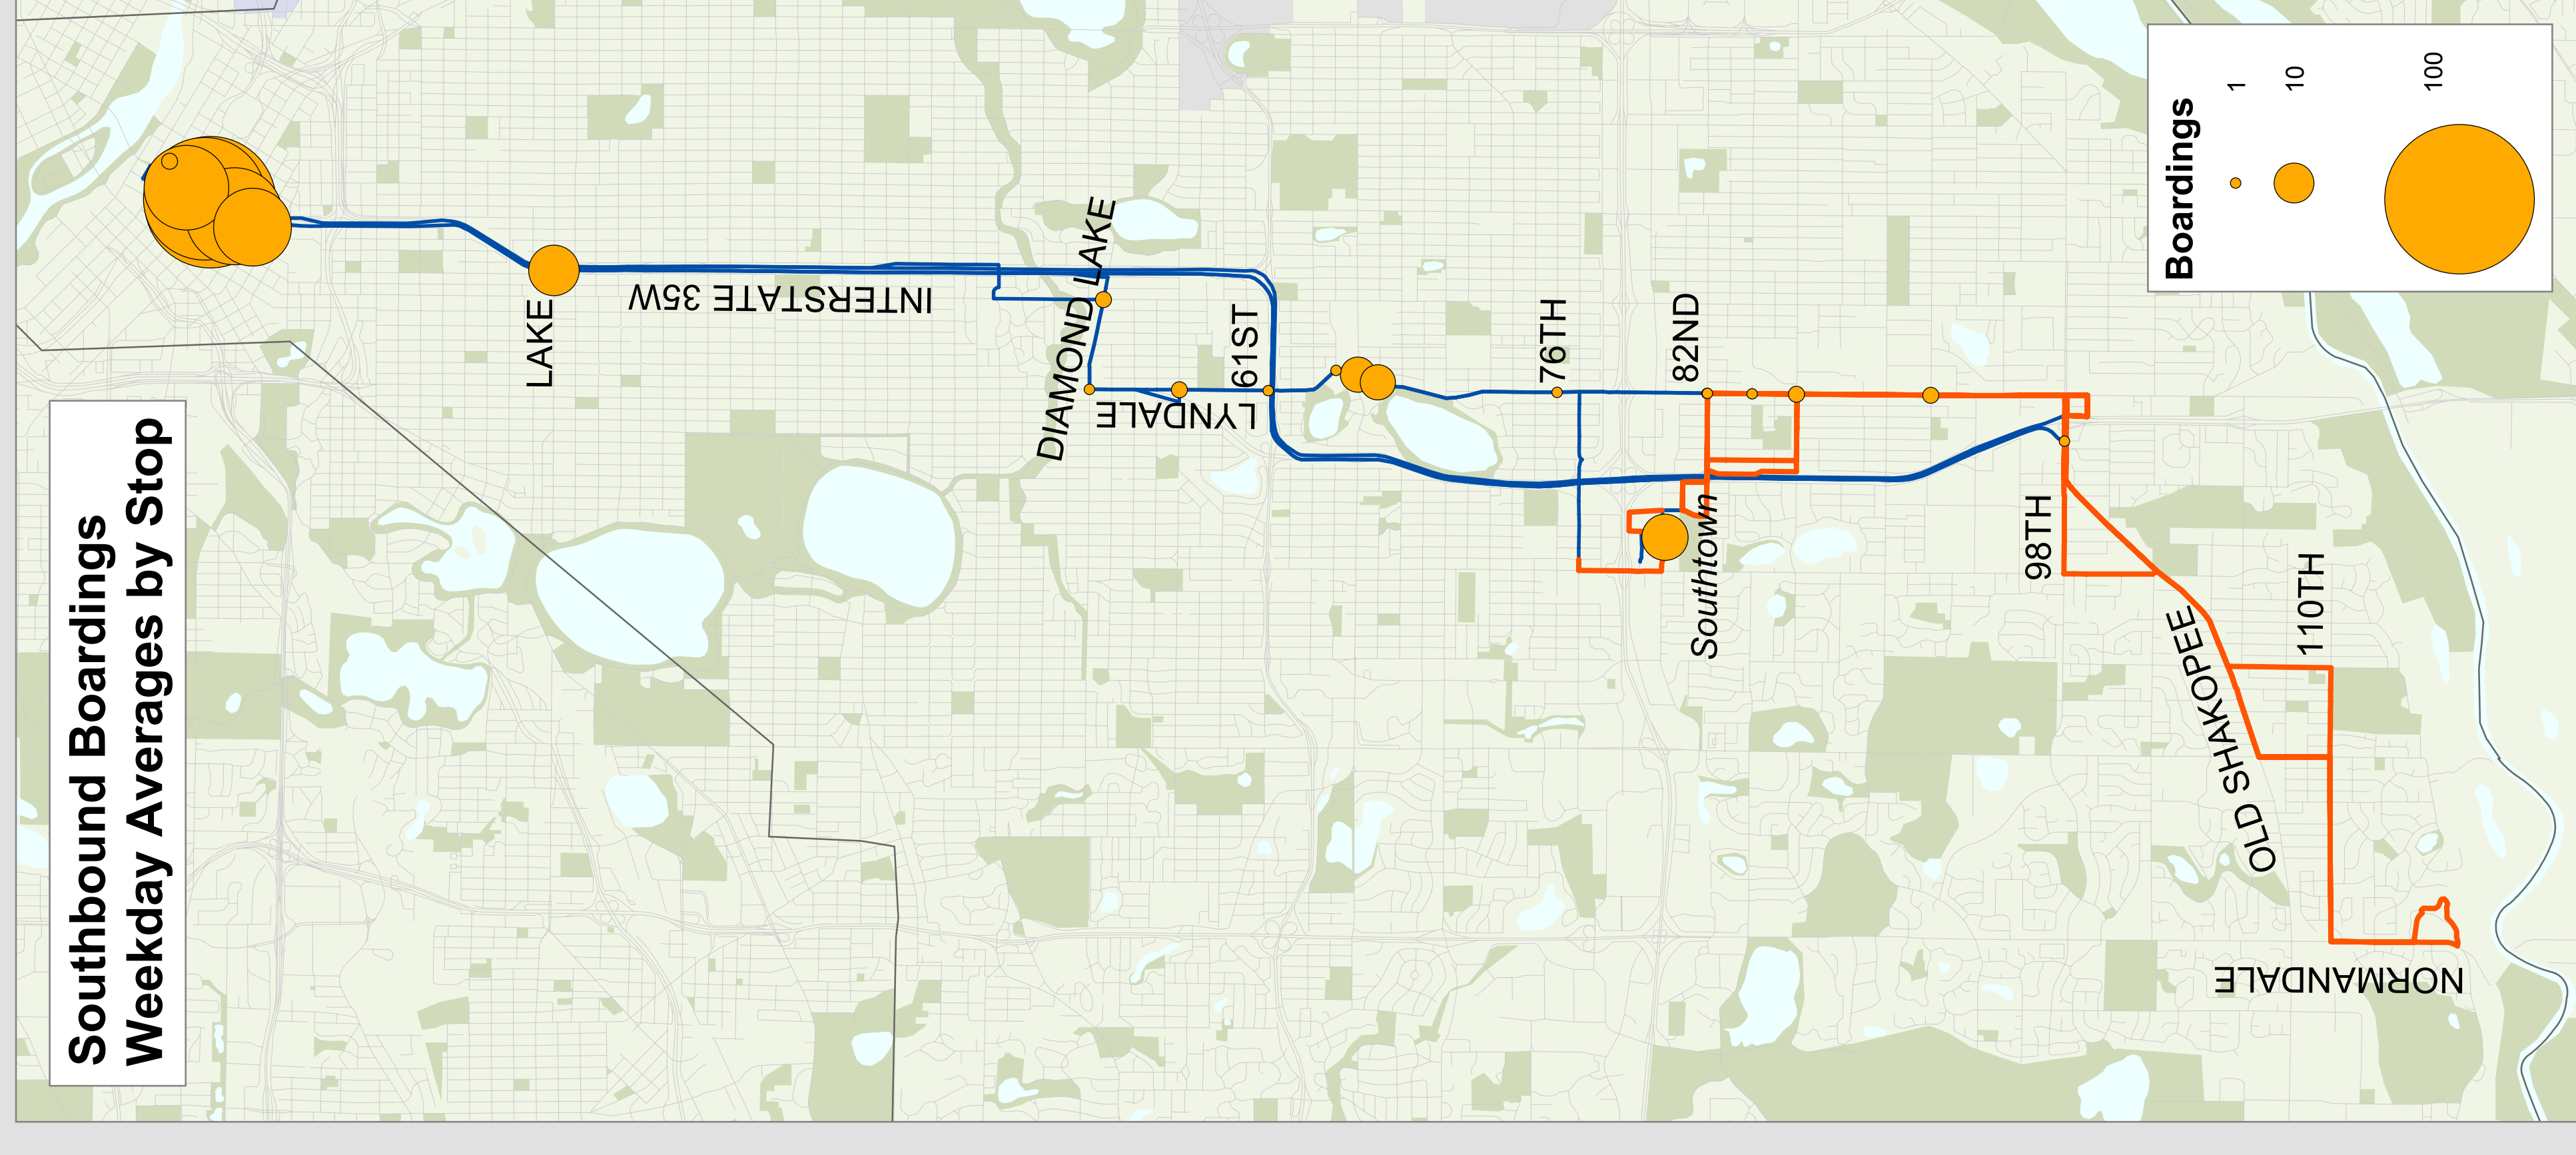 Southbound Boardings
Weekday Averages by Stop
LAKE
INTERSTATE 35W
DIAMOND LAKE
LYNDALE
61ST
76TH
82ND
Southtown
98TH
OLD SHAKOPEE
110TH
NORMANDALE
Boardings
1
10
100